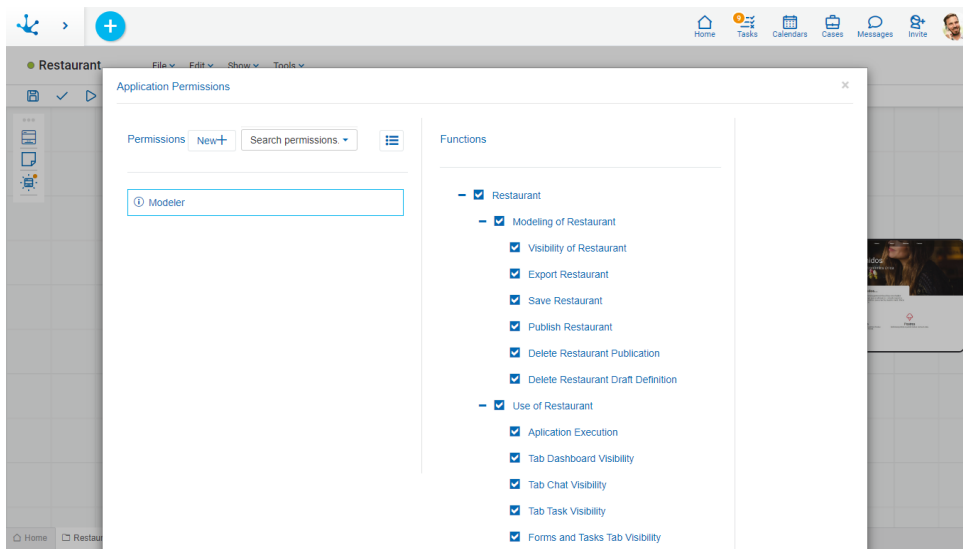 9
Home
Tasks
Calendars
Cases
Messages
Invite
Restaurant
File Edit Show Tools
Application Permissions
×
Permissions New+ Search permissions.
Functions
Modeler
Restaurant
Modeling of Restaurant
Visibility of Restaurant
Export Restaurant
Save Restaurant
Publish Restaurant
Delete Restaurant Publication
Delete Restaurant Draft Definition
Use of Restaurant
Aplication Execution
Tab Dashboard Visibility
Tab Chat Visibility
Tab Task Visibility
Forms and Tasks Tab Visibility
Home
Restaur